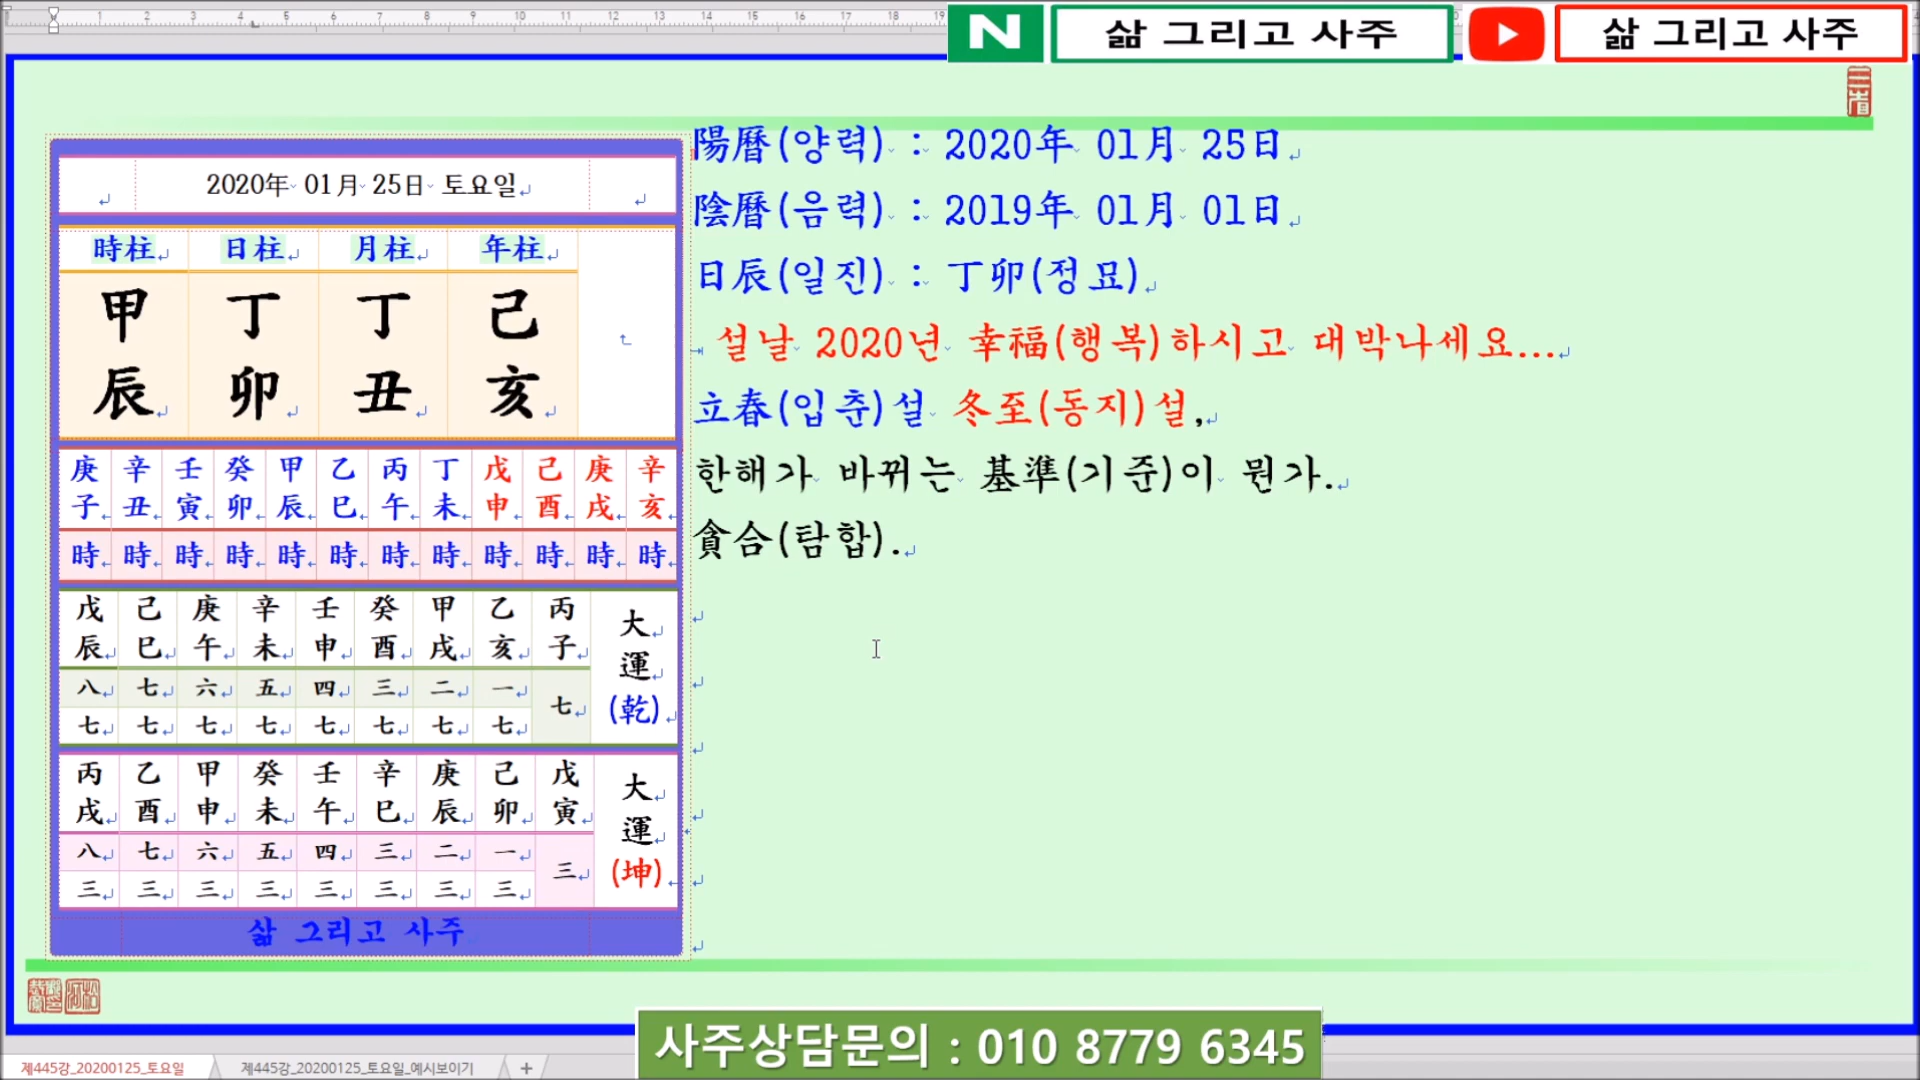 삶 그리고 사주
삶 그리고 사주
2020年 01月 25日 토요일
時柱 日柱 月柱 年柱
甲 丁 丁 己
辰 卯 丑 亥
庚 辛 壬 癸 甲 乙 丙 丁 戊 己 庚 辛
子 丑 寅 卯 辰 巳 午 未 申 酉 戌 亥
時 時 時 時 時 時 時 時 時 時 時 時
戊 己 庚 辛 壬 癸 甲 乙 丙
辰 巳 午 未 申 酉 戌 亥 子
八 七 六 五 四 三 二 一 七
七 七 七 七 七 七 七 七
大
運
(乾)
丙 乙 甲 癸 壬 辛 庚 己 戊
戌 酉 申 未 午 巳 辰 卯 寅
八 七 六 五 四 三 二 一 三
三 三 三 三 三 三 三 三
大
運
(坤)
삶 그리고 사주
陽曆(양력) : 2020年 01月 25日
陰曆(음력) : 2019年 01月 01日
日辰(일진) : 丁卯(정묘)
설날 2020년 幸福(행복)하시고 대박나세요...
立春(입춘)설 冬至(동지)설,
한해가 바뀌는 基準(기준)이 뭔가.
貪合(탐합).
사주상담문의 : 010 8779 6345
제445강_20200125_토요일
제445강_20200125_토요일_예시보이기